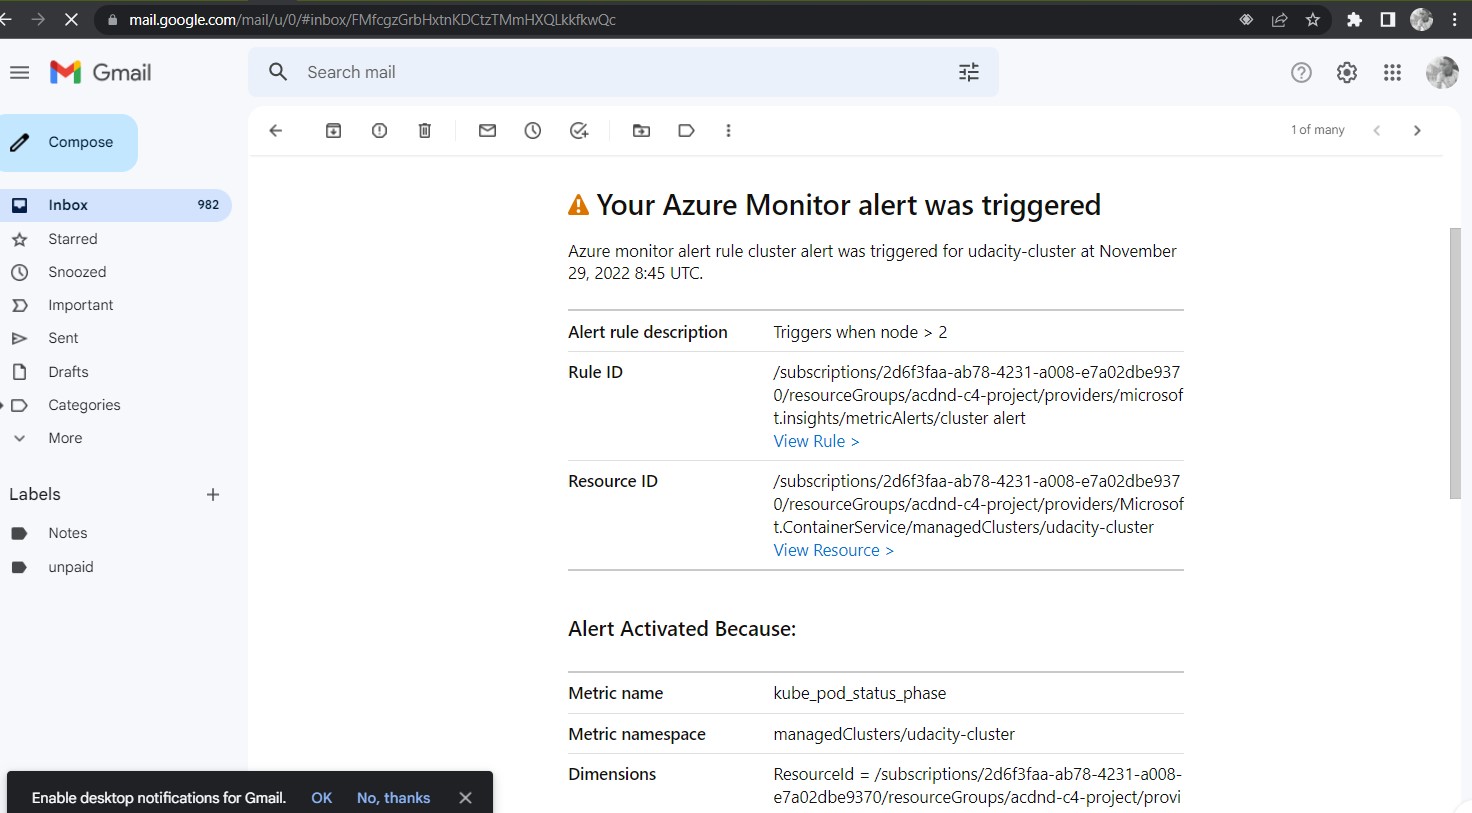 mail.google.com/mail/u/0/#inbox/FMfcgzGrbHxtnKDCtzTMmHXQLkkfkwQc
Gmail
Search mail
Compose
1 of many
Inbox 982
Starred
Snoozed
Important
Sent
Drafts
Categories
More
Labels
Notes
unpaid
Your Azure Monitor alert was triggered
Azure monitor alert rule cluster alert was triggered for udacity-cluster at November
29, 2022 8:45 UTC.
Alert rule description Triggers when node > 2
Rule ID /subscriptions/2d6f3faa-ab78-4231-a008-e7a02dbe937
0/resourceGroups/acdnd-c4-project/providers/microsof
t.insights/metricAlerts/cluster alert
View Rule >
Resource ID /subscriptions/2d6f3faa-ab78-4231-a008-e7a02dbe937
0/resourceGroups/acdnd-c4-project/providers/Microsof
t.ContainerService/managedClusters/udacity-cluster
View Resource >
Alert Activated Because:
Metric name kube_pod_status_phase
Metric namespace managedClusters/udacity-cluster
Dimensions ResourceId = /subscriptions/2d6f3faa-ab78-4231-a008-
e7a02dbe9370/resourceGroups/acdnd-c4-project/provi
Enable desktop notifications for Gmail. OK No, thanks